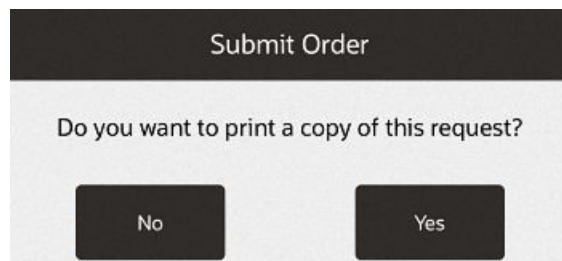 Submit Order
Do you want to print a copy of this request?
No
Yes